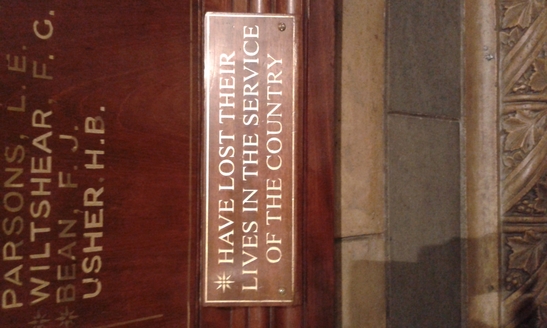 PARSONS, L. E.
✳ WILTSHEAR, F. C.
✳ BEAN, F. J.
USHER. H.B.
✳ HAVE LOST THEIR
LIVES IN THE SERVICE
OF THE COUNTRY